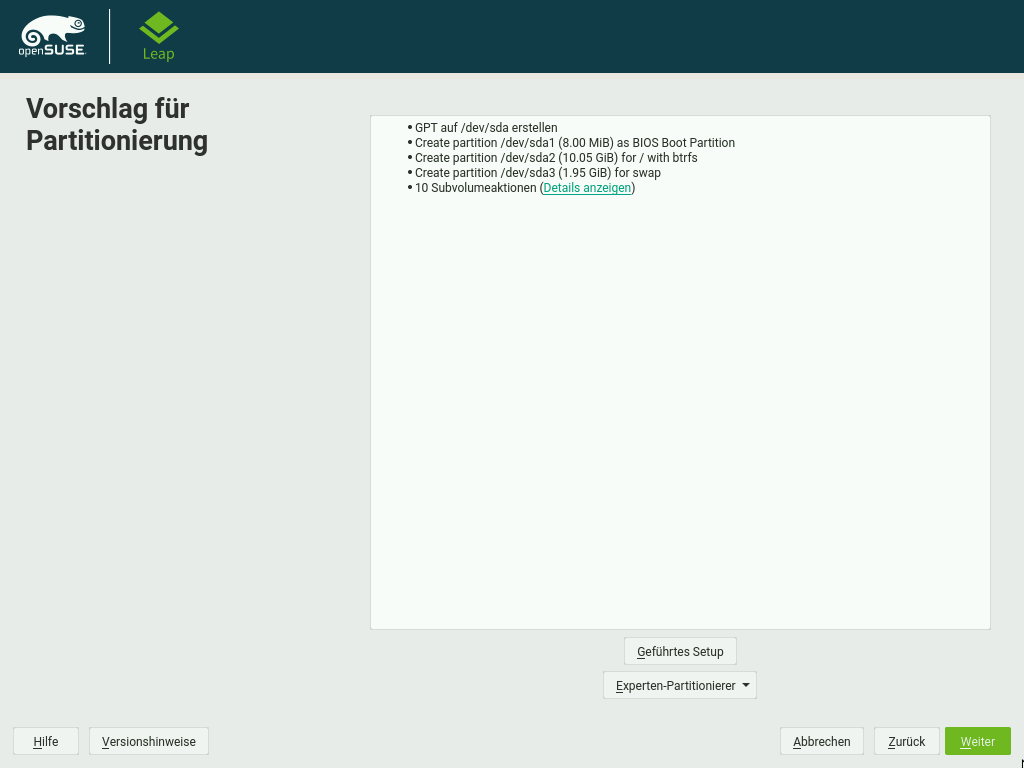 openSUSE.
Leap
Vorschlag für
Partitionierung
• GPT auf /dev/sda erstellen
• Create partition /dev/sda1 (8.00 MiB) as BIOS Boot Partition
• Create partition /dev/sda2 (10.05 GiB) for / with btrfs
• Create partition /dev/sda3 (1.95 GiB) for swap
• 10 Subvolumeaktionen (Details anzeigen)
Geführtes Setup
Experten-Partitionierer
Hilfe
Versionshinweise
Abbrechen
Zurück
Weiter